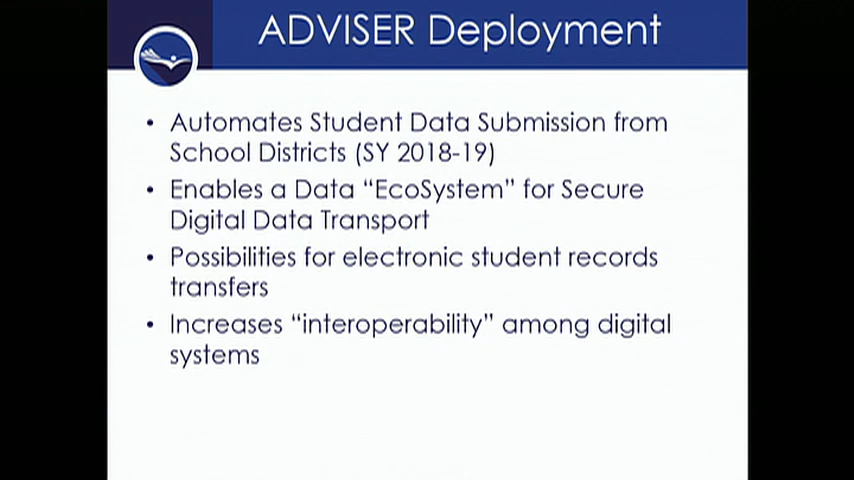 ADVISER Deployment
• Automates Student Data Submission from
School Districts (SY 2018-19)
• Enables a Data “EcoSystem” for Secure
Digital Data Transport
• Possibilities for electronic student records
transfers
• Increases “interoperability” among digital
systems